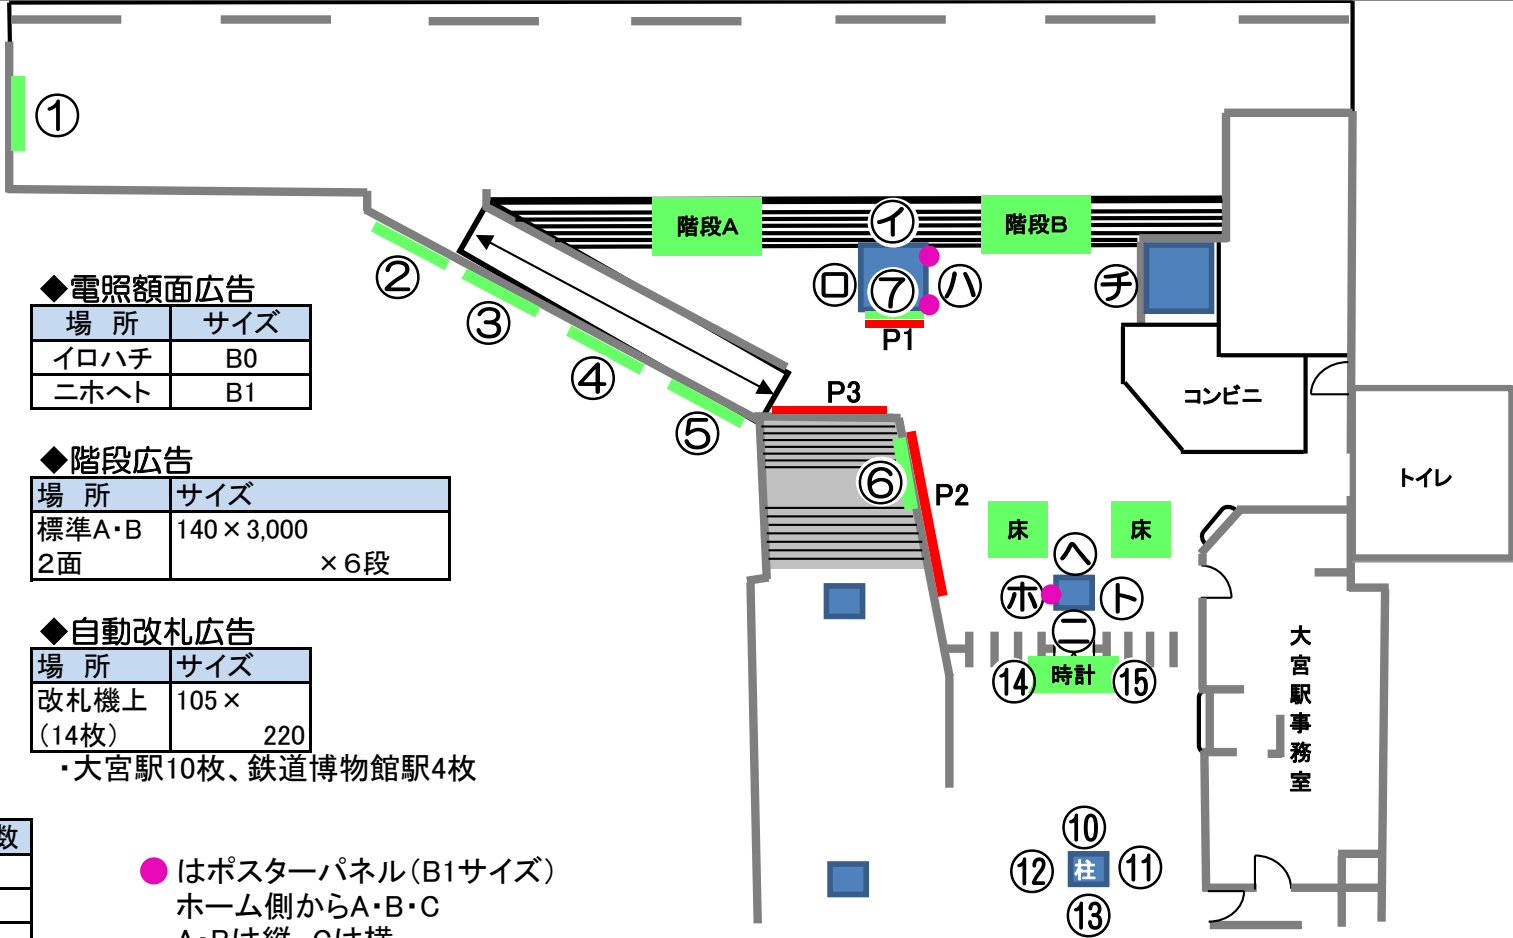 ①
階段A
イ
階段B
ロ
⑦
ハ
チ
P1
②
③
④
⑤
P3
コンビニ
トイレ
⑥
P2
床
床
ヘ
ホ
ト
ニ
⑭
時計
⑮
大宮駅事務室
⑩
⑫
柱
⑪
⑬
◆電照額面広告
場 所 サイズ
イロハチ B0
ニホヘト B1
◆階段広告
場 所 サイズ
標準A・B 140×3,000
2面 ×6段
◆自動改札広告
場 所 サイズ
改札機上 105×
(14枚) 220
・大宮駅10枚、鉄道博物館駅4枚
数
はポスターパネル(B1サイズ)
ホーム側からA・B・C
A・Bは縦、Cは横